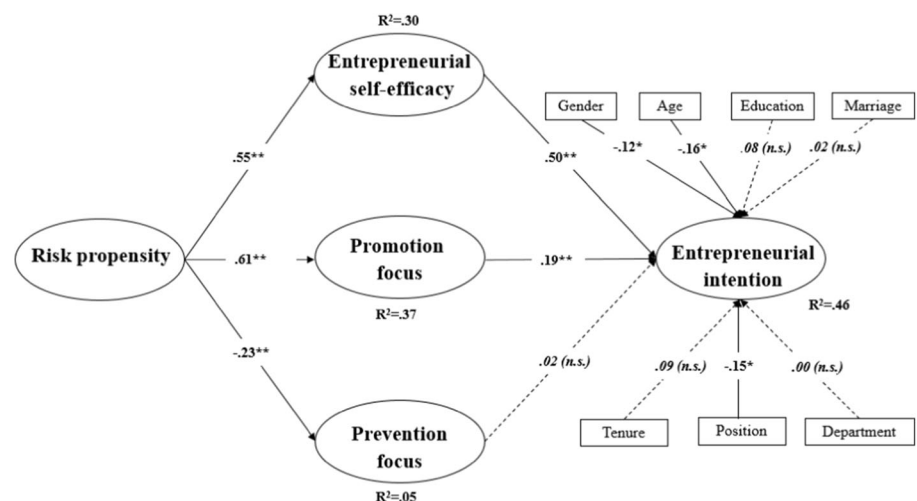 R²=.30
Entrepreneurial
self-efficacy
Gender
Age
Education
Marriage
-.12*
-.16*
.08 (n.s.)
.02 (n.s.)
.55**
.50**
Risk propensity
.61**
Promotion
focus
.19**
Entrepreneurial
intention
R²=.37
R²=.46
-.23**
.02 (n.s.)
.09 (n.s.)
-.15*
.00 (n.s.)
Prevention
focus
Tenure
Position
Department
R²=.05